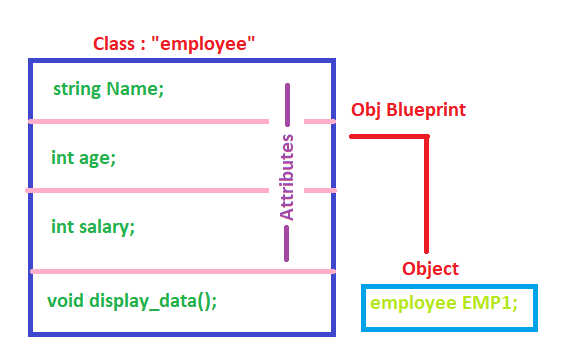 Class : "employee"
string Name;
Obj Blueprint
int age;
Attributes
int salary;
Object
void display_data();
employee EMP1;